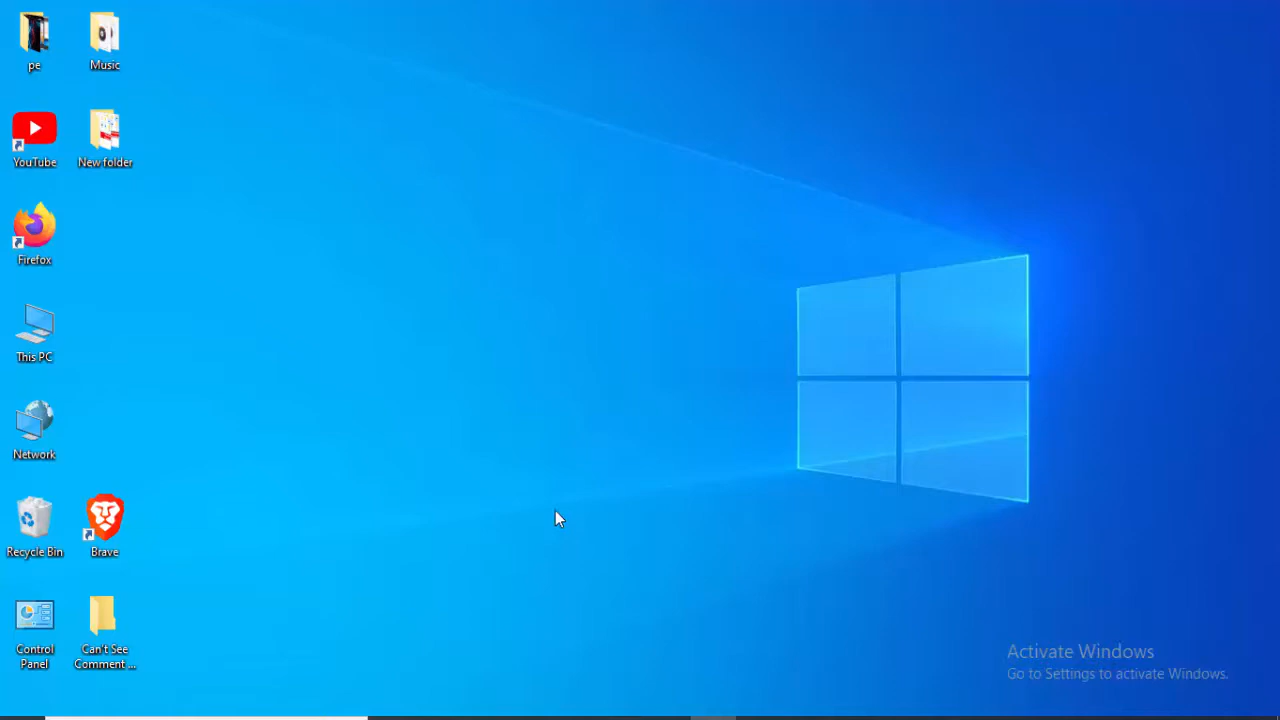 pe
Music
YouTube
New folder
Firefox
This PC
Network
Recycle Bin
Brave
Control
Panel
Can't See
Comment ...
Activate Windows
Go to Settings to activate Windows.